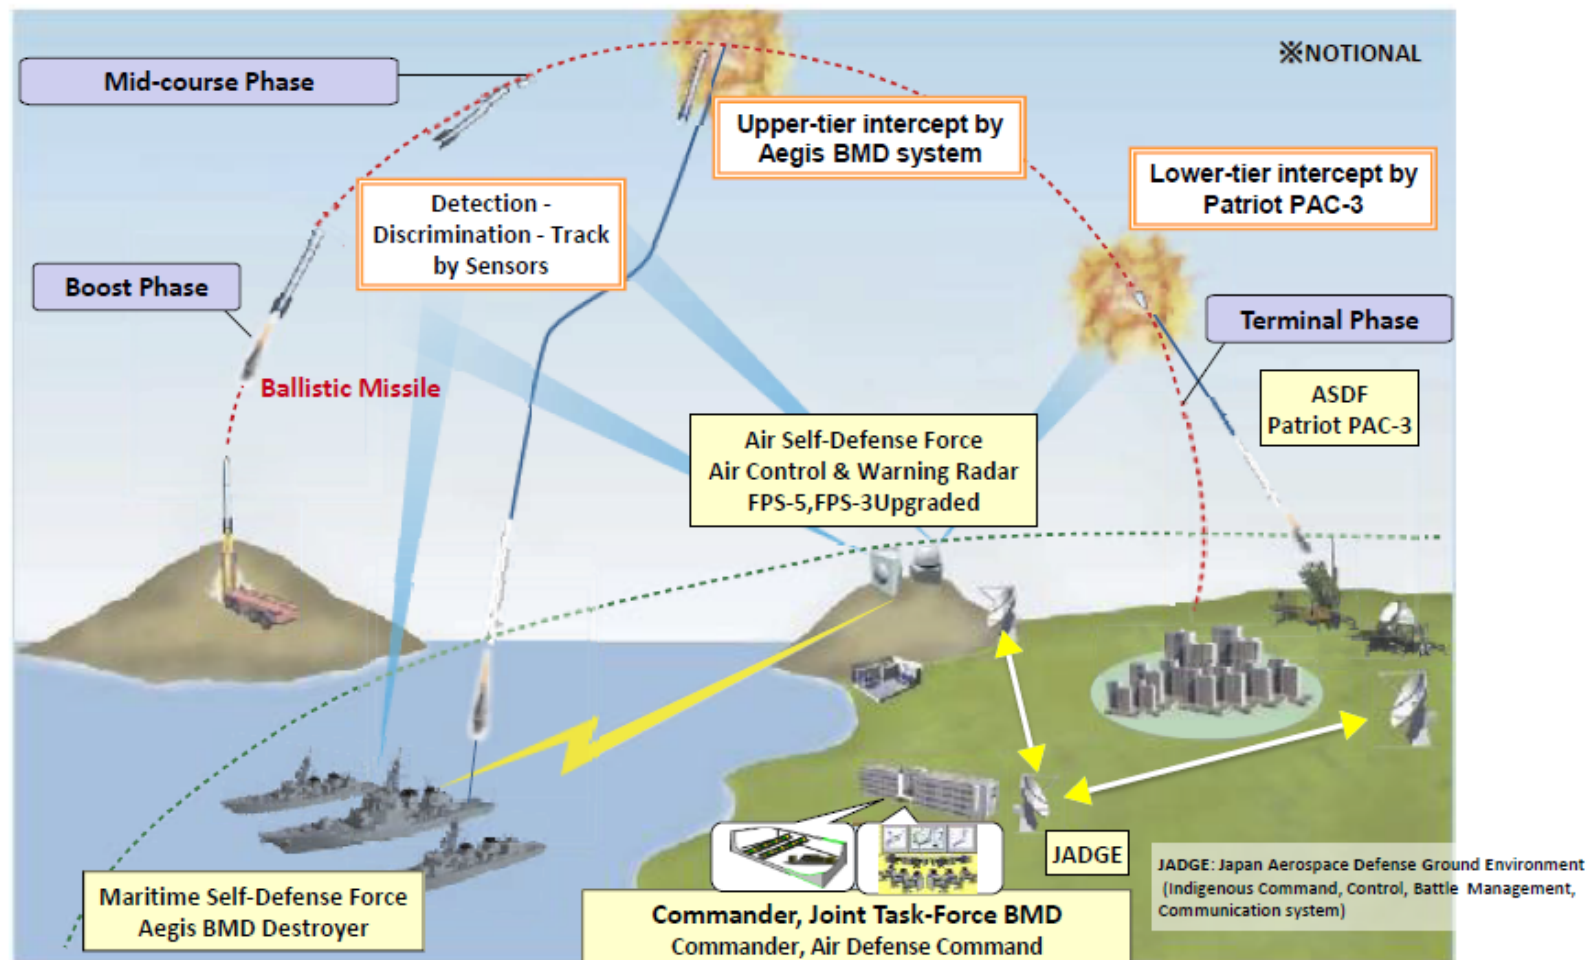 ※NOTIONAL
Mid-course Phase
Upper-tier intercept by
Aegis BMD system
Lower-tier intercept by
Patriot PAC-3
Detection -
Discrimination - Track
by Sensors
Boost Phase
Terminal Phase
Ballistic Missile
ASDF
Patriot PAC-3
Air Self-Defense Force
Air Control & Warning Radar
FPS-5,FPS-3Upgraded
JADGE
JADGE: Japan Aerospace Defense Ground Environment
(Indigenous Command, Control, Battle Management,
Communication system)
Maritime Self-Defense Force
Aegis BMD Destroyer
Commander, Joint Task-Force BMD
Commander, Air Defense Command